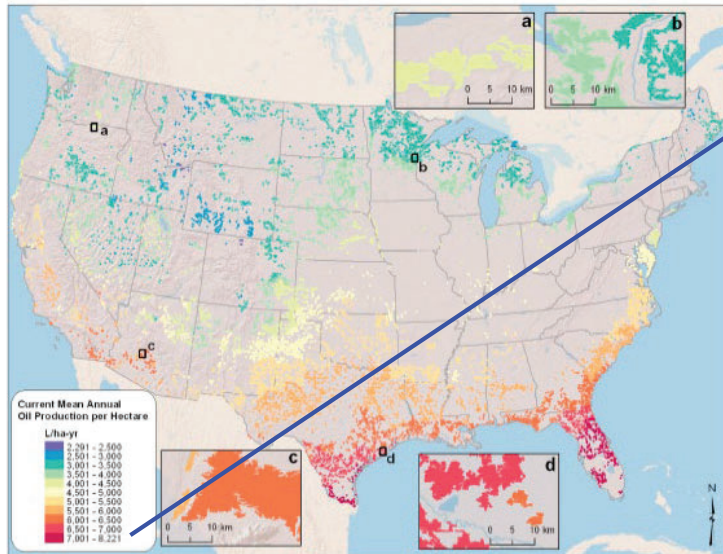 a
0 5 10 km
b
0 5 10 km
a
b
c
d
Current Mean Annual
Oil Production per Hectare
L/ha-yr
2,291 - 2,500
2,501 - 3,000
3,001 - 3,500
3,501 - 4,000
4,001 - 4,500
4,501 - 5,000
5,901 - 5,500
5,501 - 6,000
6,001 - 6,500
6,501 - 7,000
7,001 - 8,221
c
0 5 10 km
d
0 5 10 km
N